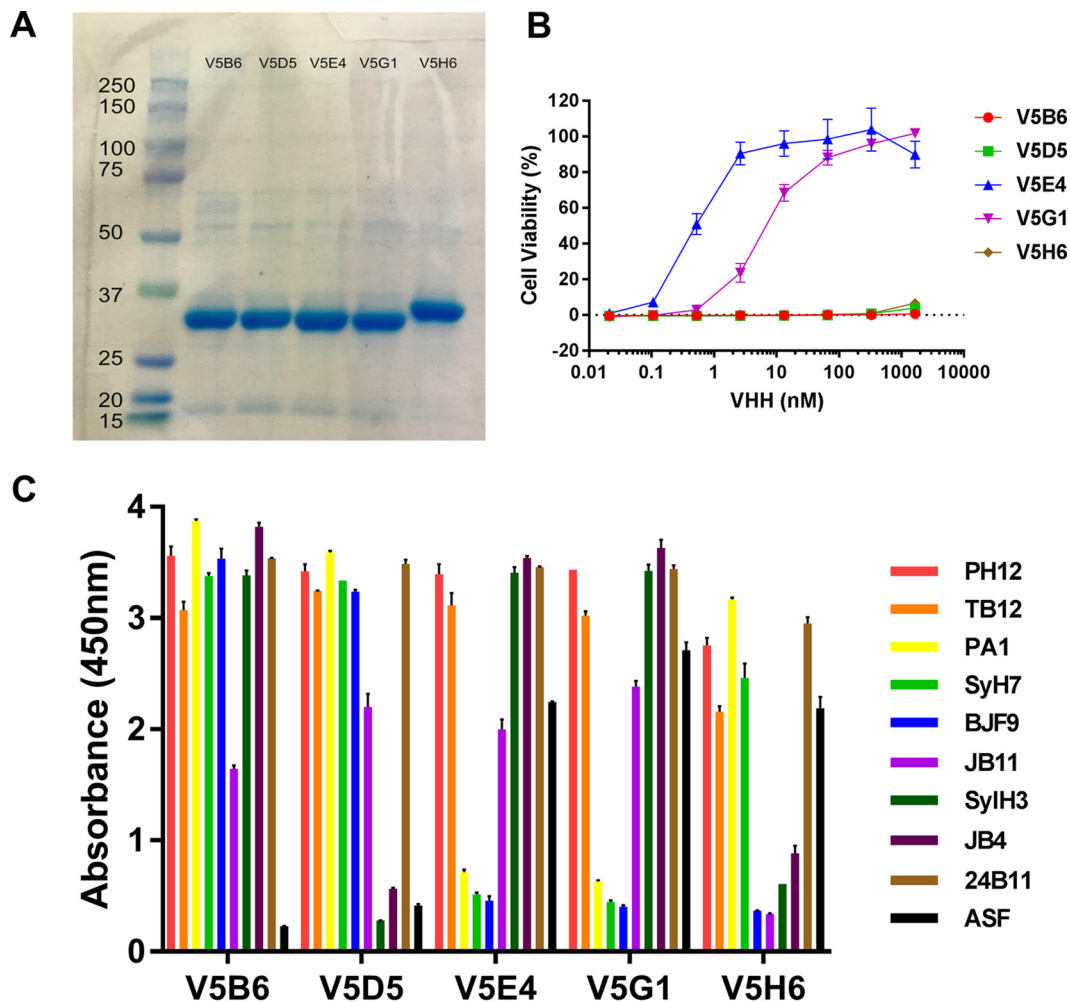 A
V5B6 V5D5 V5E4 V5G1 V5H6
250
150
100
75
50
37
25
20
15
B
120
100
80
60
40
20
0
-20
Cell Viability (%)
0.01 0.1 1 10 100 1000 10000
VHH (nM)
V5B6
V5D5
V5E4
V5G1
V5H6
C
4
3
2
1
0
Absorbance (450nm)
V5B6 V5D5 V5E4 V5G1 V5H6
PH12
TB12
PA1
SyH7
BJF9
JB11
SylH3
JB4
24B11
ASF